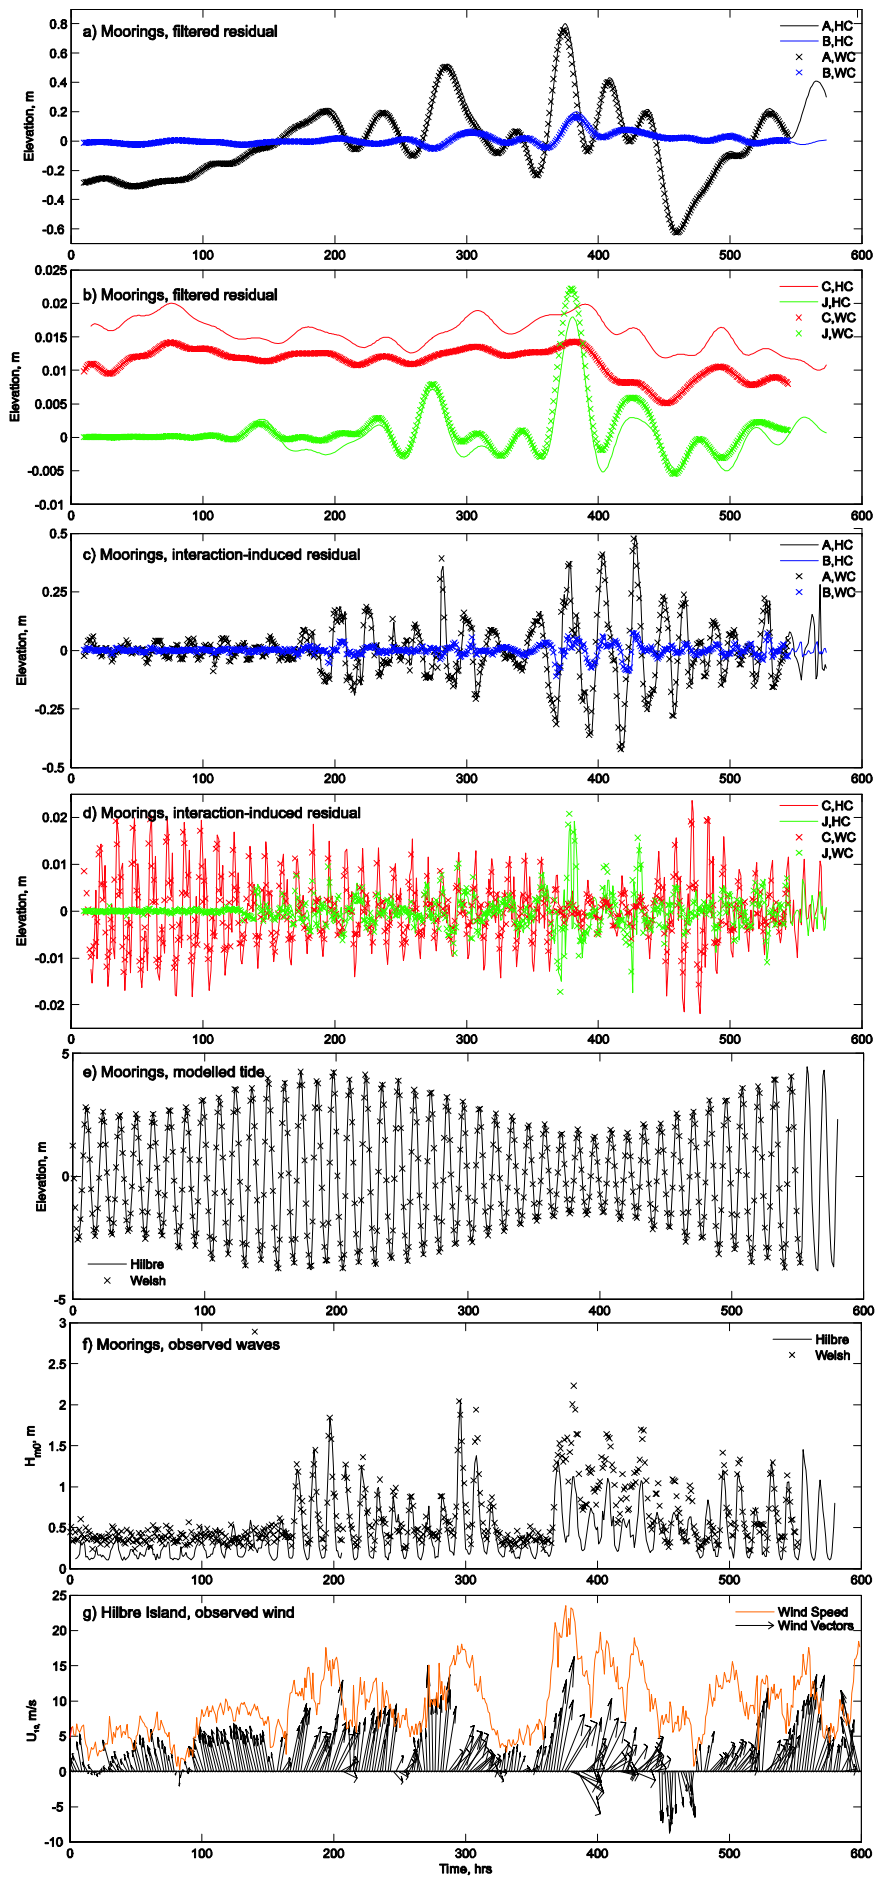 a) Moorings, filtered residual
A,HC
B,HC
A,WC
B,WC
Elevation, m
0.8
0.6
0.4
0.2
0
-0.2
-0.4
-0.6
0 100 200 300 400 500 600
b) Moorings, filtered residual
C,HC
J,HC
C,WC
J,WC
Elevation, m
0.025
0.02
0.015
0.01
0.005
0
-0.005
-0.01
0 100 200 300 400 500 600
c) Moorings, interaction-induced residual
A,HC
B,HC
A,WC
B,WC
Elevation, m
0.5
0.25
0
-0.25
-0.5
0 100 200 300 400 500 600
d) Moorings, interaction-induced residual
C,HC
J,HC
C,WC
J,WC
Elevation, m
0.02
0.01
0
-0.01
-0.02
0 100 200 300 400 500 600
e) Moorings, modelled tide
Elevation, m
5
0
-5
Hilbre
Welsh
0 100 200 300 400 500 600
f) Moorings, observed waves
Hilbre
Welsh
Hm0, m
3
2.5
2
1.5
1
0.5
0
0 100 200 300 400 500 600
g) Hilbre Island, observed wind
Wind Speed
Wind Vectors
U10, m/s
25
20
15
10
5
0
-5
-10
0 100 200 300 400 500 600
Time, hrs